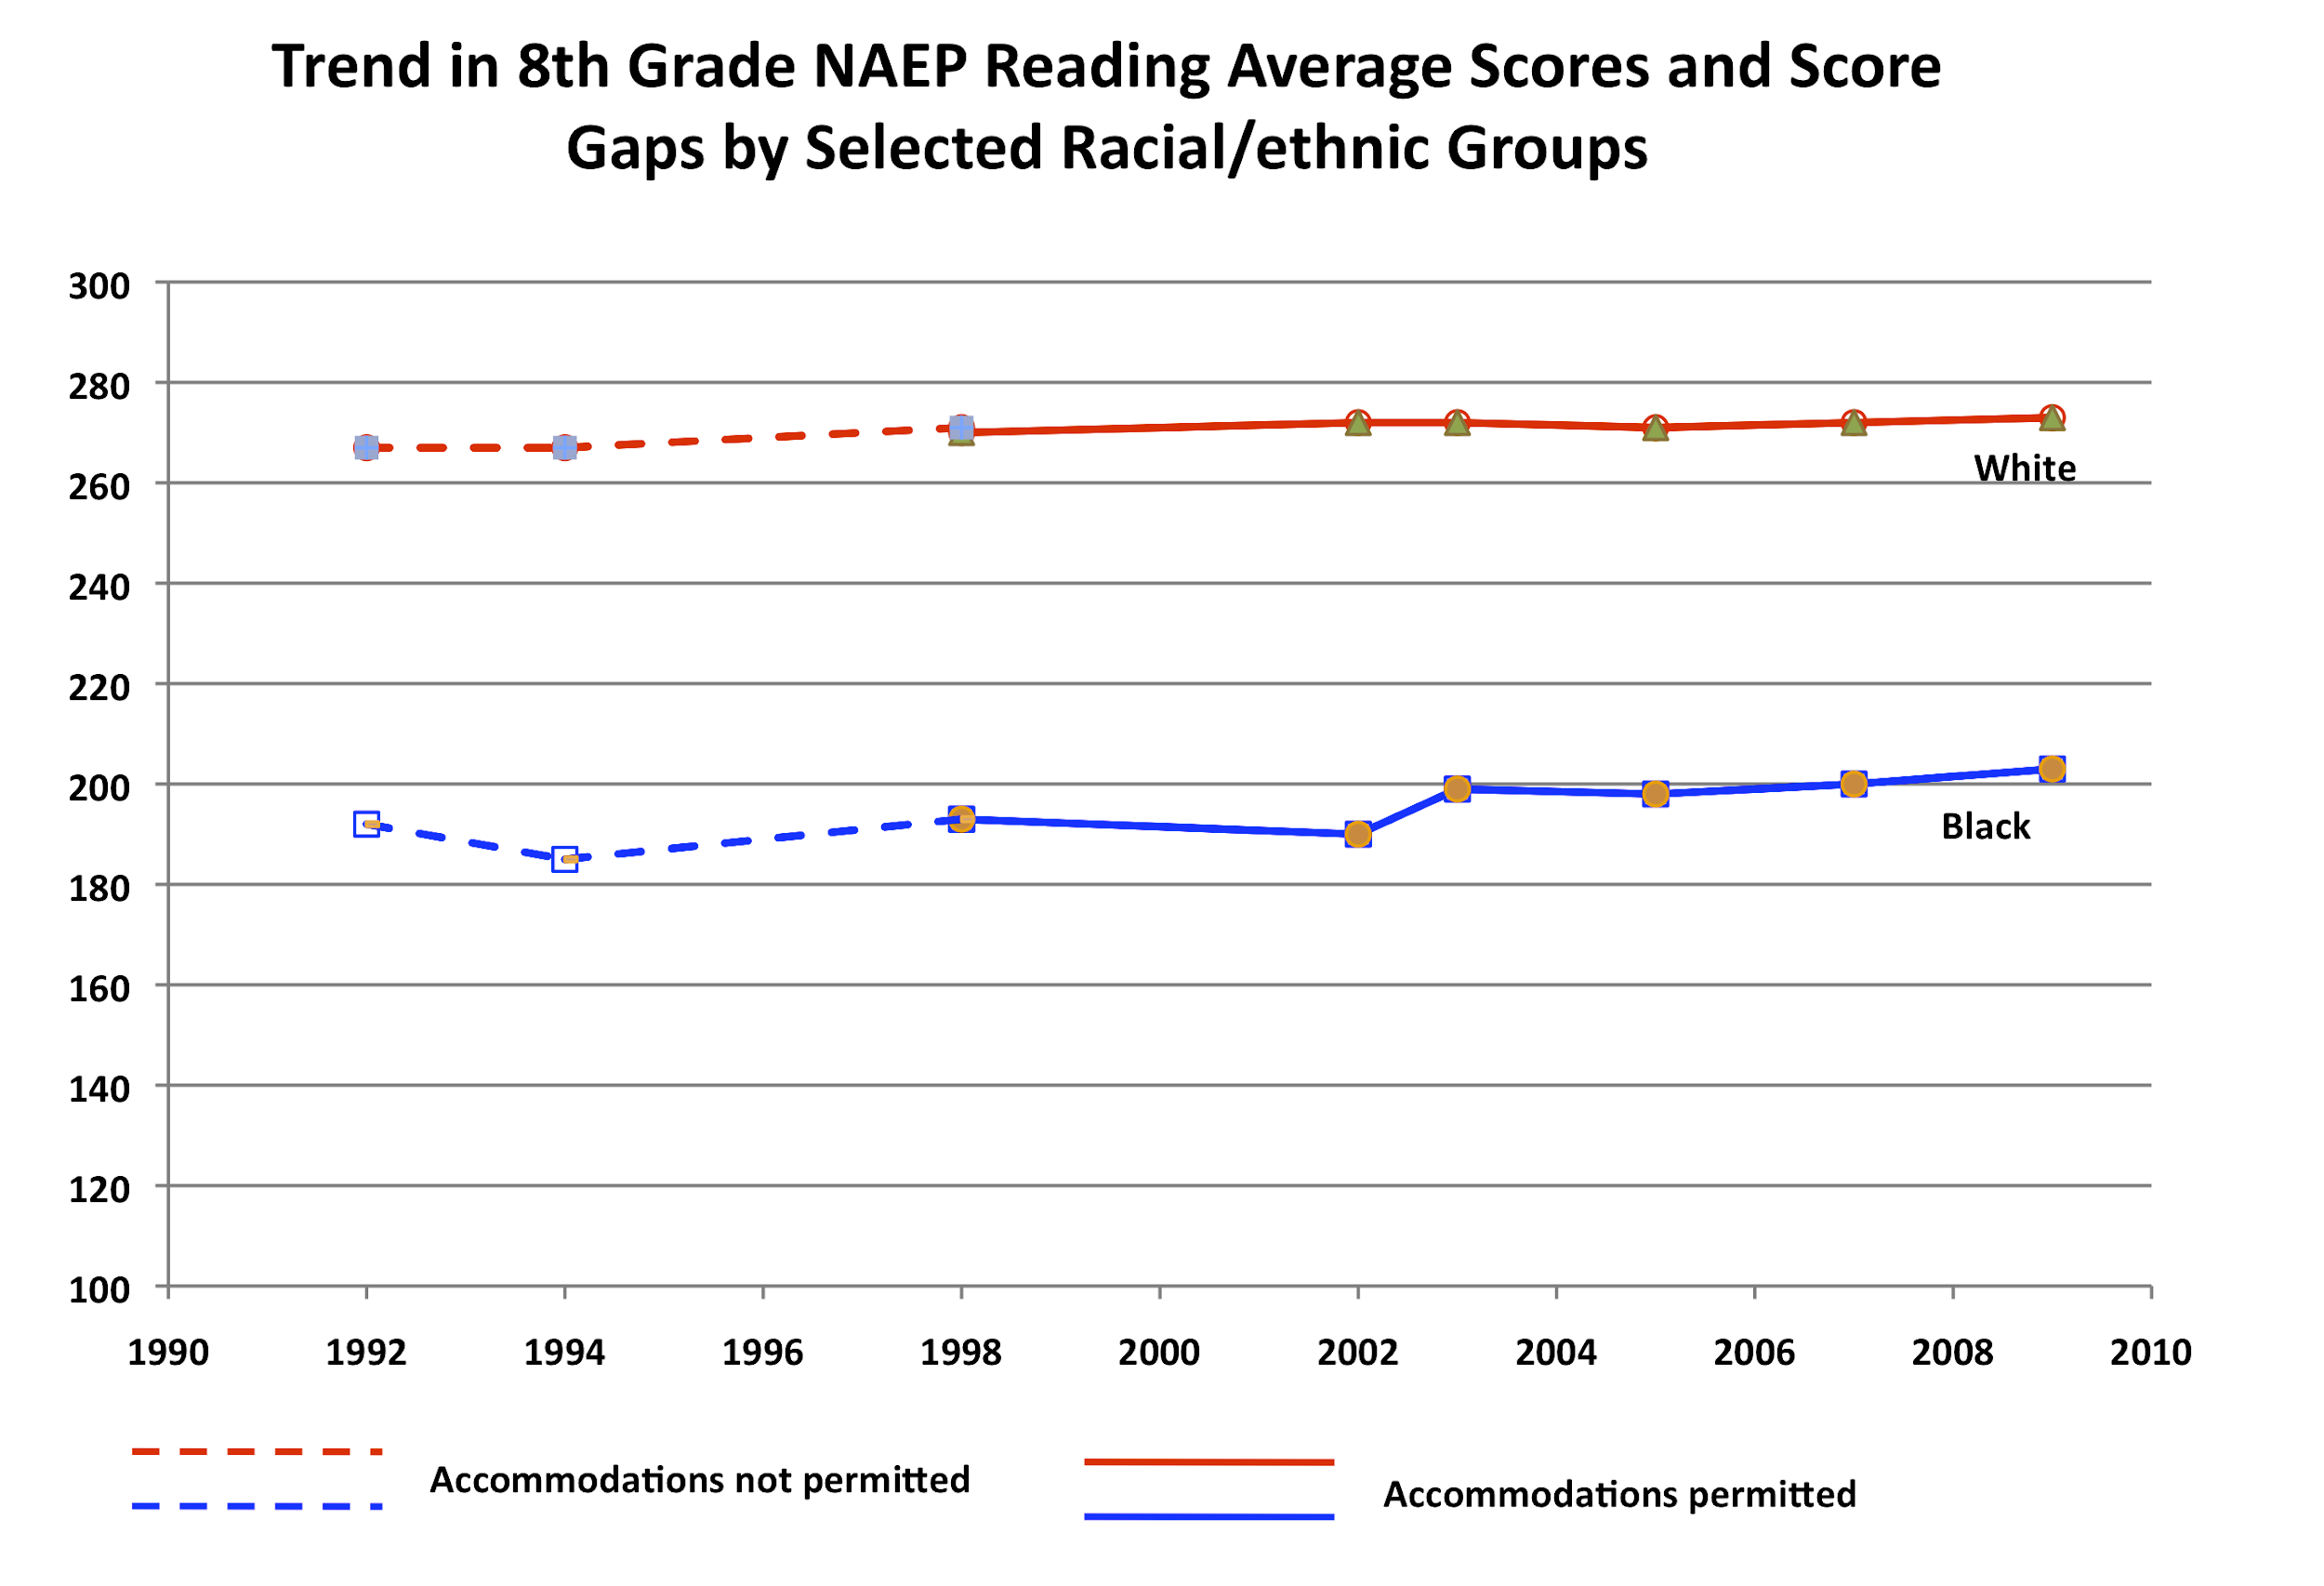 Trend in 8th Grade NAEP Reading Average Scores and Score
Gaps by Selected Racial/ethnic Groups
300
280
260
White
240
220
200
Black
180
160
140
120
100
1990 1992 1994 1996 1998 2000 2002 2004 2006 2008 2010
Accommodations not permitted
Accommodations permitted